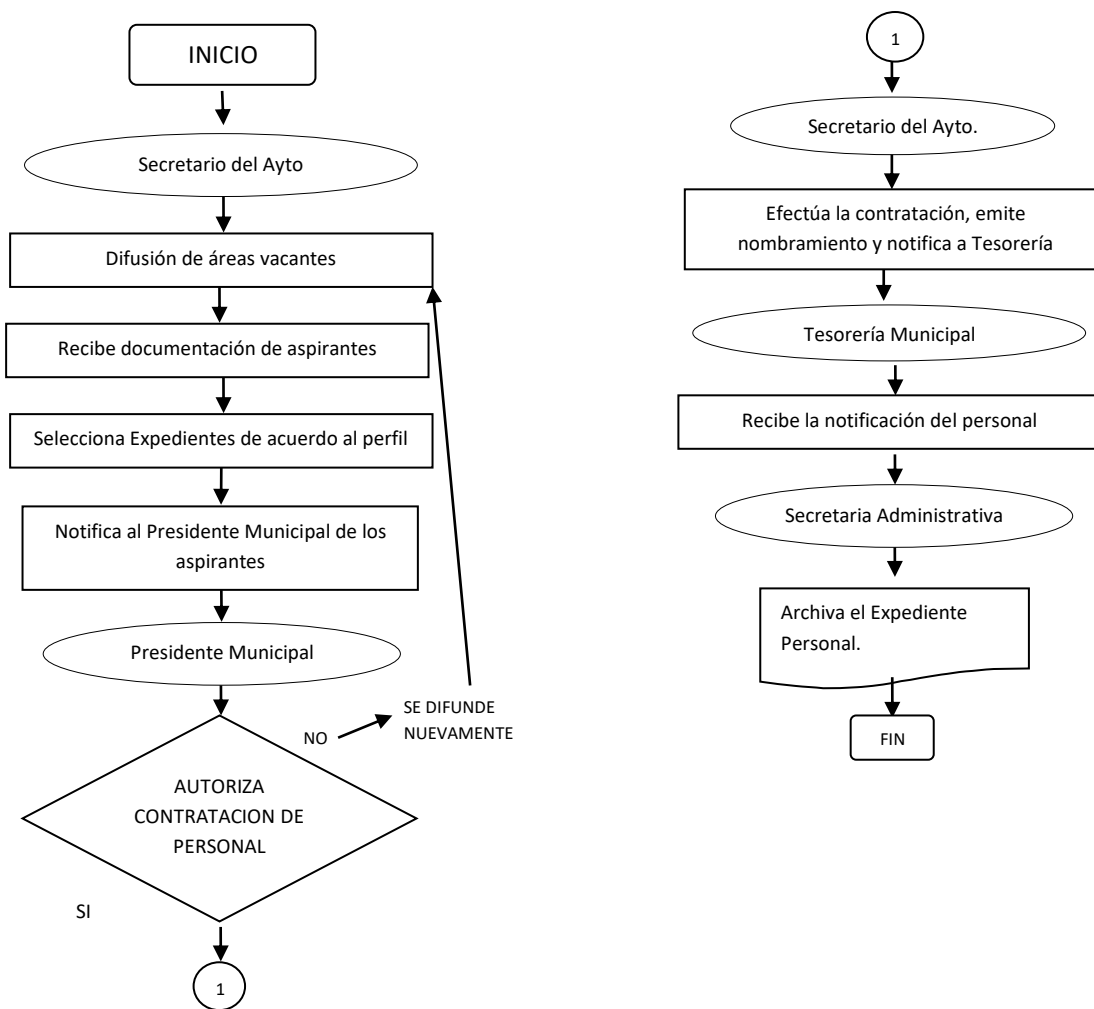 INICIO
Secretario del Ayto
Difusión de áreas vacantes
Recibe documentación de aspirantes
Selecciona Expedientes de acuerdo al perfil
Notifica al Presidente Municipal de los
aspirantes
Presidente Municipal
NO
SE DIFUNDE
NUEVAMENTE
AUTORIZA
CONTRATACION DE
PERSONAL
SI
1
1
Secretario del Ayto.
Efectúa la contratación, emite
nombramiento y notifica a Tesorería
Tesorería Municipal
Recibe la notificación del personal
Secretaria Administrativa
Archiva el Expediente
Personal.
FIN